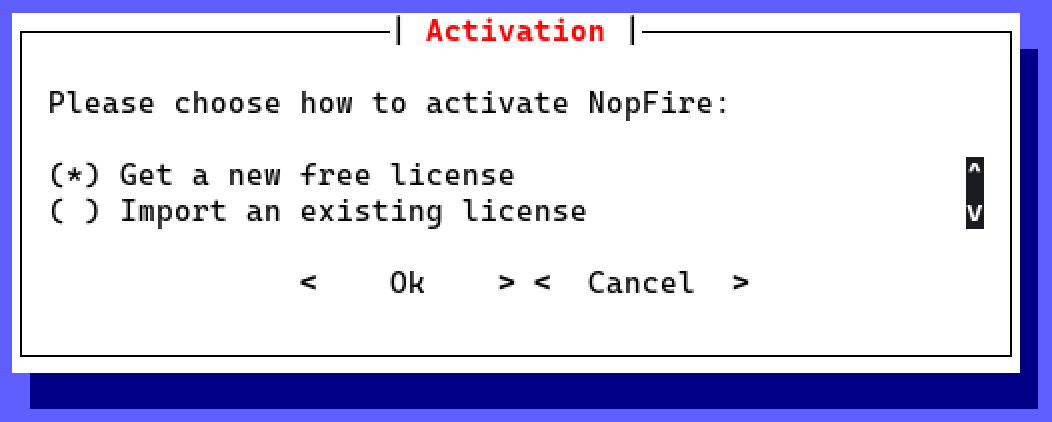 Activation
Please choose how to activate NopFire:
(*) Get a new free license
( ) Import an existing license
^
v
< Ok > < Cancel >